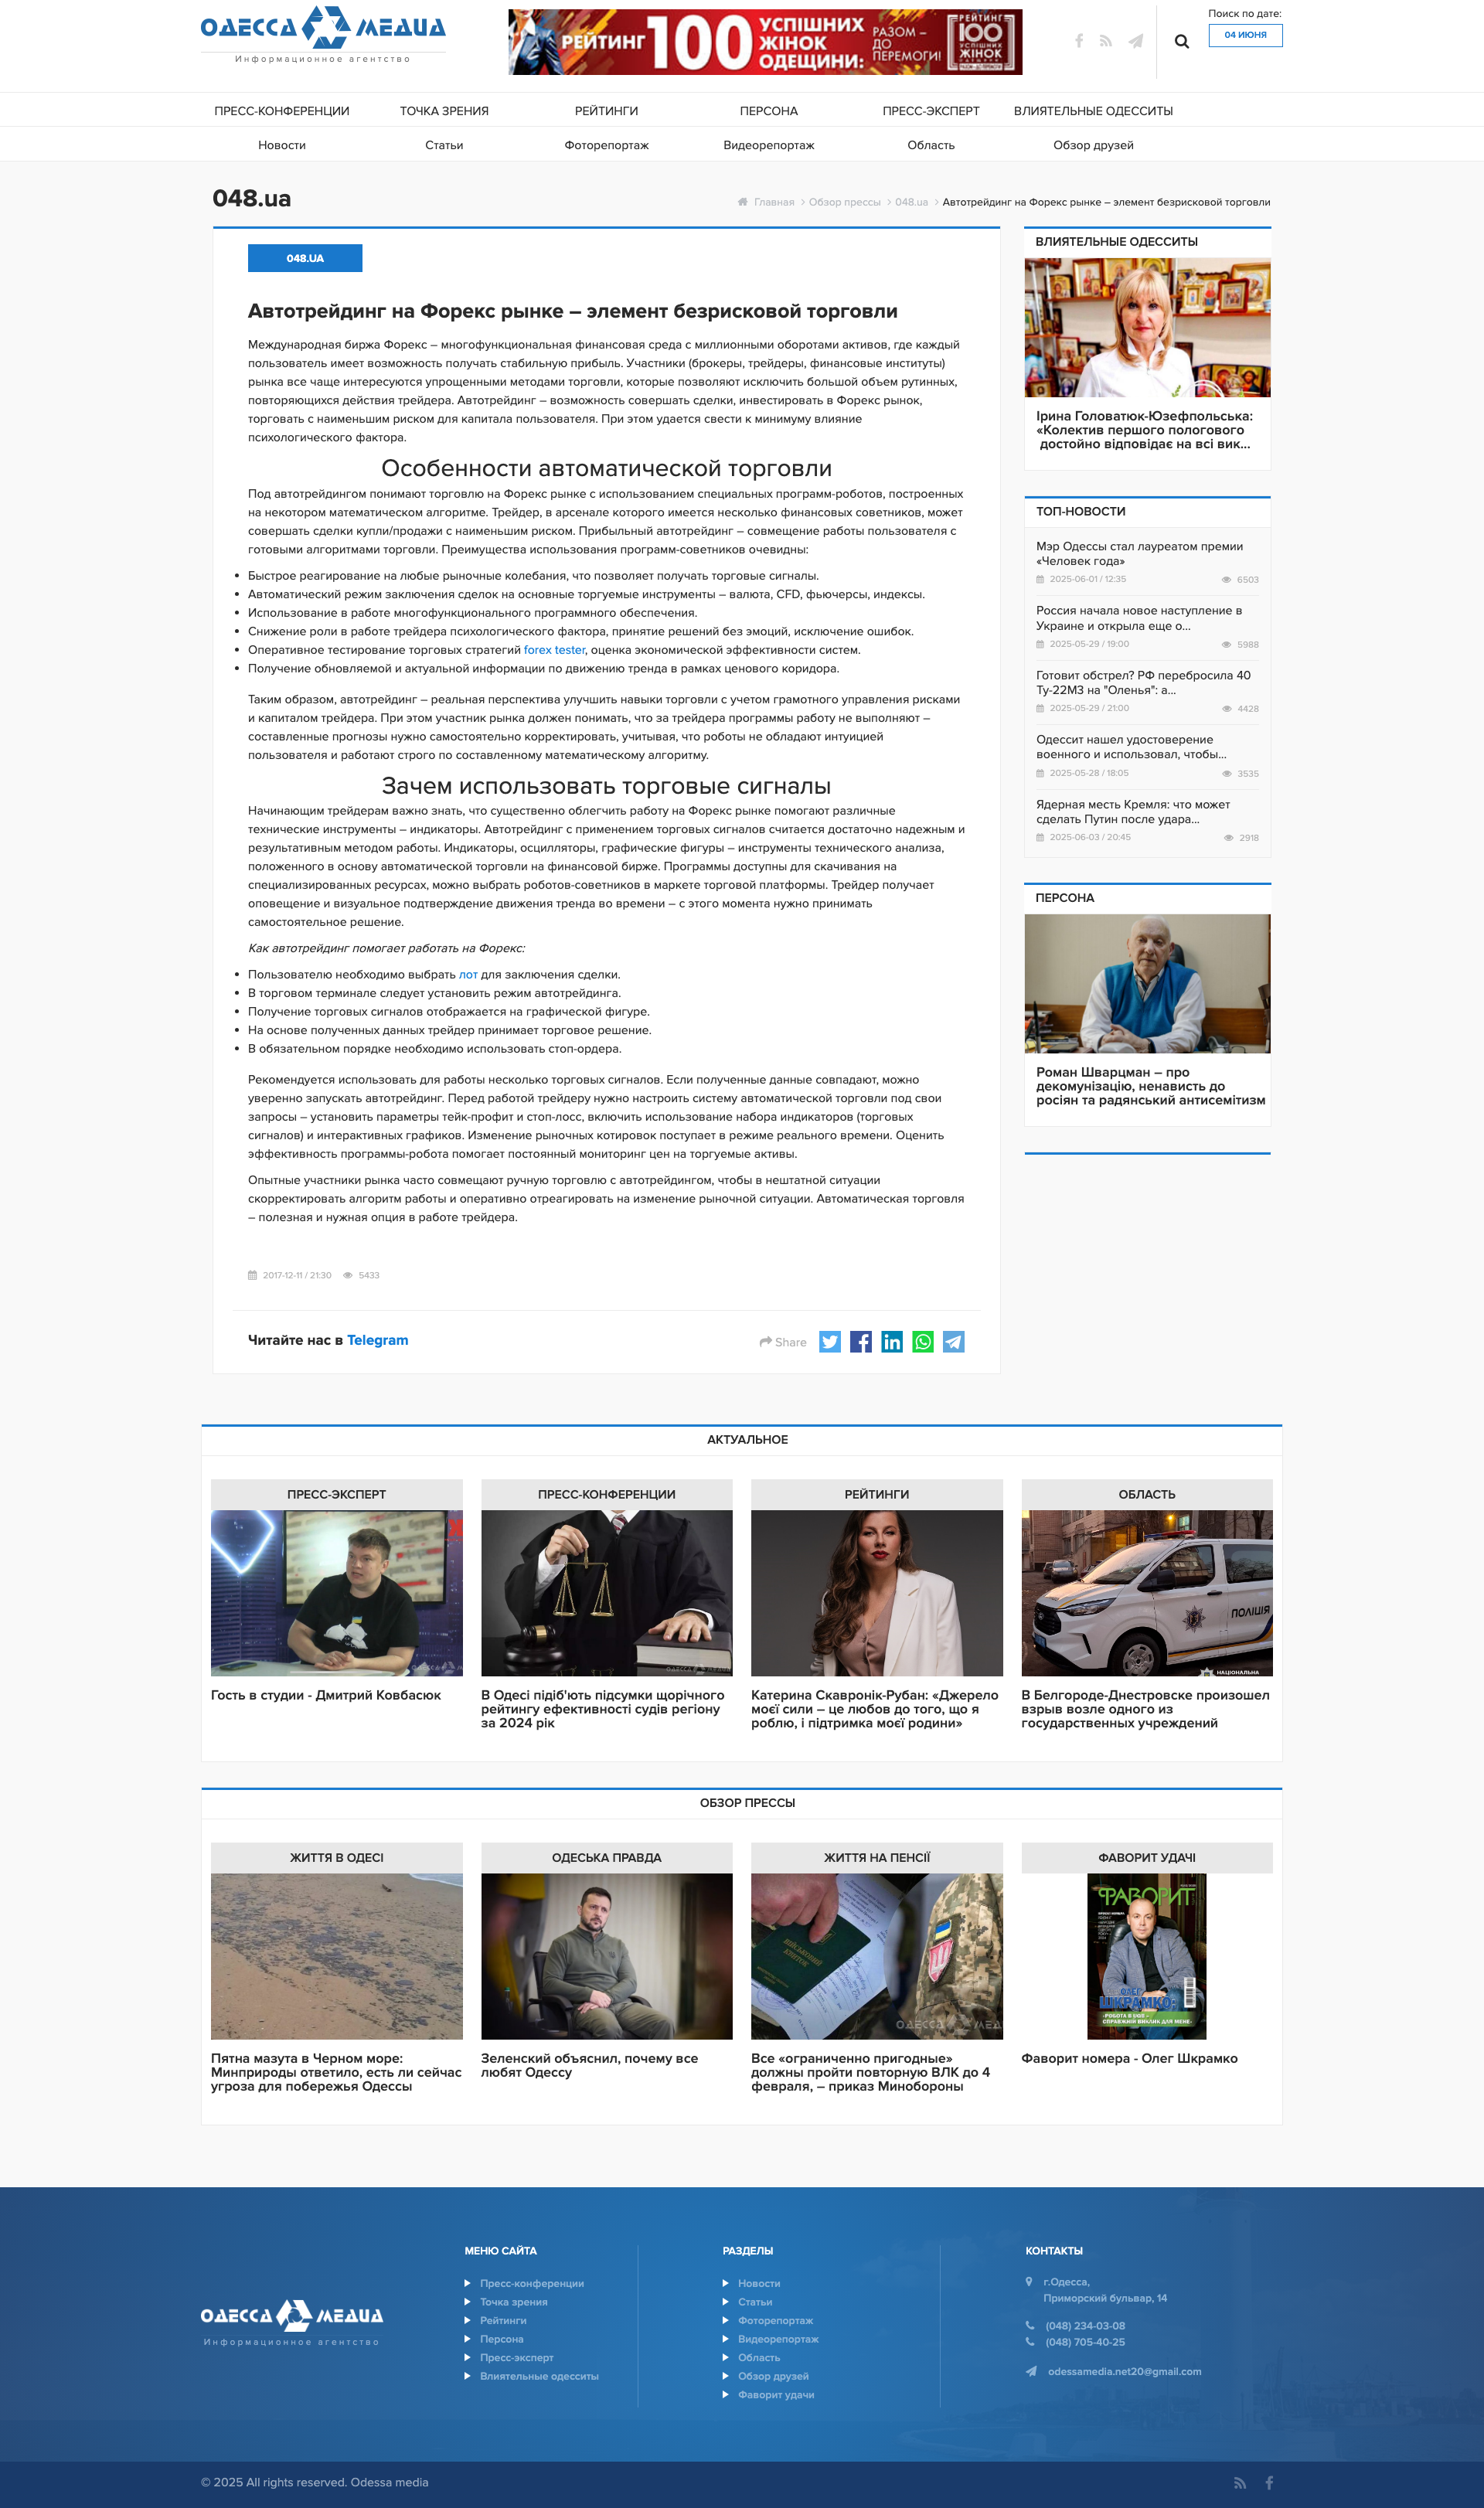 ОДЕССА МЕДИА
Информационное агентство
РЕЙТИНГ 100 УСПІШНИХ ЖІНОК ОДЕЩИНИ: РАЗОМ – ДО ПЕРЕМОГИ!
РЕЙТИНГ 100 УСПІШНИХ ЖІНОК ОДЕЩИНИ
Поиск по дате:
04 ИЮНЯ
ПРЕСС-КОНФЕРЕНЦИИ ТОЧКА ЗРЕНИЯ РЕЙТИНГИ ПЕРСОНА ПРЕСС-ЭКСПЕРТ ВЛИЯТЕЛЬНЫЕ ОДЕССИТЫ
Новости Статьи Фоторепортаж Видеорепортаж Область Обзор друзей
048.ua
Главная > Обзор прессы > 048.ua > Автотрейдинг на Форекс рынке – элемент безрисковой торговли
048.UA
Автотрейдинг на Форекс рынке – элемент безрисковой торговли
Международная биржа Форекс – многофункциональная финансовая среда с миллионными оборотами активов, где каждый
пользователь имеет возможность получать стабильную прибыль. Участники (брокеры, трейдеры, финансовые институты)
рынка все чаще интересуются упрощенными методами торговли, которые позволяют исключить большой объем рутинных,
повторяющихся действия трейдера. Автотрейдинг – возможность совершать сделки, инвестировать в Форекс рынок,
торговать с наименьшим риском для капитала пользователя. При этом удается свести к минимуму влияние
психологического фактора.
Особенности автоматической торговли
Под автотрейдингом понимают торговлю на Форекс рынке с использованием специальных программ-роботов, построенных
на некотором математическом алгоритме. Трейдер, в арсенале которого имеется несколько финансовых советников, может
совершать сделки купли/продажи с наименьшим риском. Прибыльный автотрейдинг – совмещение работы пользователя с
готовыми алгоритмами торговли. Преимущества использования программ-советников очевидны:
• Быстрое реагирование на любые рыночные колебания, что позволяет получать торговые сигналы.
• Автоматический режим заключения сделок на основные торгуемые инструменты – валюта, CFD, фьючерсы, индексы.
• Использование в работе многофункционального программного обеспечения.
• Снижение роли в работе трейдера психологического фактора, принятие решений без эмоций, исключение ошибок.
• Оперативное тестирование торговых стратегий forex tester, оценка экономической эффективности систем.
• Получение обновляемой и актуальной информации по движению тренда в рамках ценового коридора.
Таким образом, автотрейдинг – реальная перспектива улучшить навыки торговли с учетом грамотного управления рисками
и капиталом трейдера. При этом участник рынка должен понимать, что за трейдера программы работу не выполняют –
составленные прогнозы нужно самостоятельно корректировать, учитывая, что роботы не обладают интуицией
пользователя и работают строго по составленному математическому алгоритму.
Зачем использовать торговые сигналы
Начинающим трейдерам важно знать, что существенно облегчить работу на Форекс рынке помогают различные
технические инструменты – индикаторы. Автотрейдинг с применением торговых сигналов считается достаточно надежным и
результативным методом работы. Индикаторы, осцилляторы, графические фигуры – инструменты технического анализа,
положенного в основу автоматической торговли на финансовой бирже. Программы доступны для скачивания на
специализированных ресурсах, можно выбрать роботов-советников в маркете торговой платформы. Трейдер получает
оповещение и визуальное подтверждение движения тренда во времени – с этого момента нужно принимать
самостоятельное решение.
Как автотрейдинг помогает работать на Форекс:
• Пользователю необходимо выбрать лот для заключения сделки.
• В торговом терминале следует установить режим автотрейдинга.
• Получение торговых сигналов отображается на графической фигуре.
• На основе полученных данных трейдер принимает торговое решение.
• В обязательном порядке необходимо использовать стоп-ордера.
Рекомендуется использовать для работы несколько торговых сигналов. Если полученные данные совпадают, можно
уверенно запускать автотрейдинг. Перед работой трейдеру нужно настроить систему автоматической торговли под свои
запросы – установить параметры тейк-профит и стоп-лосс, включить использование набора индикаторов (торговых
сигналов) и интерактивных графиков. Изменение рыночных котировок поступает в режиме реального времени. Оценить
эффективность программы-робота помогает постоянный мониторинг цен на торгуемые активы.
Опытные участники рынка часто совмещают ручную торговлю с автотрейдингом, чтобы в нештатной ситуации
скорректировать алгоритм работы и оперативно отреагировать на изменение рыночной ситуации. Автоматическая торговля
– полезная и нужная опция в работе трейдера.
2017-12-11 / 21:30 5433
Читайте нас в Telegram
Share
ВЛИЯТЕЛЬНЫЕ ОДЕССИТЫ
Ірина Головатюк-Юзефпольська:
«Колектив першого пологового
достойно відповідає на всі вик...
ТОП-НОВОСТИ
Мэр Одессы стал лауреатом премии
«Человек года»
2025-06-01 / 12:35 6503
Россия начала новое наступление в
Украине и открыла еще о...
2025-05-29 / 19:00 5988
Готовит обстрел? РФ перебросила 40
Ту-22М3 на "Оленья": а...
2025-05-29 / 21:00 4428
Одессит нашел удостоверение
военного и использовал, чтобы...
2025-05-28 / 18:05 3535
Ядерная месть Кремля: что может
сделать Путин после удара...
2025-06-03 / 20:45 2918
ПЕРСОНА
Роман Шварцман – про
декомунізацію, ненависть до
росіян та радянський антисемітизм
АКТУАЛЬНОЕ
ПРЕСС-ЭКСПЕРТ ПРЕСС-КОНФЕРЕНЦИИ РЕЙТИНГИ ОБЛАСТЬ
ПОЛІЦІЯ
НАЦІОНАЛЬНА
Гость в студии - Дмитрий Ковбасюк
В Одесі підіб'ють підсумки щорічного
рейтингу ефективності судів регіону
за 2024 рік
Катерина Скавронік-Рубан: «Джерело
моєї сили – це любов до того, що я
роблю, і підтримка моєї родини»
В Белгороде-Днестровске произошел
взрыв возле одного из
государственных учреждений
ОБЗОР ПРЕССЫ
ЖИТТЯ В ОДЕСІ ОДЕСЬКА ПРАВДА ЖИТТЯ НА ПЕНСІЇ ФАВОРИТ УДАЧІ
ВІЙСЬКОВИЙ
КВИТОК
ОДЕССА МЕДИА
ФАВОРИТ
ОЛЕГ
ШКРАМКО:
СПРАВЖНІЙ ВИКЛИК ДЛЯ МЕНЕ»
Пятна мазута в Черном море:
Минприроды ответило, есть ли сейчас
угроза для побережья Одессы
Зеленский объяснил, почему все
любят Одессу
Все «ограниченно пригодные»
должны пройти повторную ВЛК до 4
февраля, – приказ Минобороны
Фаворит номера - Олег Шкрамко
ОДЕССА МЕДИА
Информационное агентство
МЕНЮ САЙТА
Пресс-конференции
Точка зрения
Рейтинги
Персона
Пресс-эксперт
Влиятельные одесситы
РАЗДЕЛЫ
Новости
Статьи
Фоторепортаж
Видеорепортаж
Область
Обзор друзей
Фаворит удачи
КОНТАКТЫ
г.Одесса,
Приморский бульвар, 14
(048) 234-03-08
(048) 705-40-25
odessamedia.net20@gmail.com
© 2025 All rights reserved. Odessa media